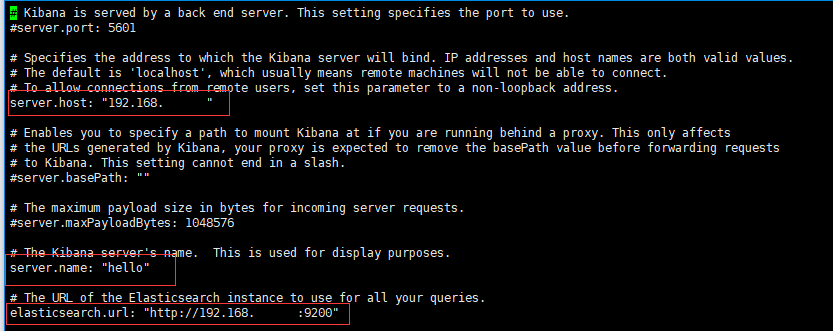 # Kibana is served by a back end server. This setting specifies the port to use.
#server.port: 5601
# Specifies the address to which the Kibana server will bind. IP addresses and host names are both valid values.
# The default is 'localhost', which usually means remote machines will not be able to connect.
# To allow connections from remote users, set this parameter to a non-loopback address.
server.host: "192.168.       "
# Enables you to specify a path to mount Kibana at if you are running behind a proxy. This only affects
# the URLs generated by Kibana, your proxy is expected to remove the basePath value before forwarding requests
# to Kibana. This setting cannot end in a slash.
#server.basePath: ""
# The maximum payload size in bytes for incoming server requests.
#server.maxPayloadBytes: 1048576
# The Kibana server's name.  This is used for display purposes.
server.name: "hello"
# The URL of the Elasticsearch instance to use for all your queries.
elasticsearch.url: "http://192.168.      :9200"